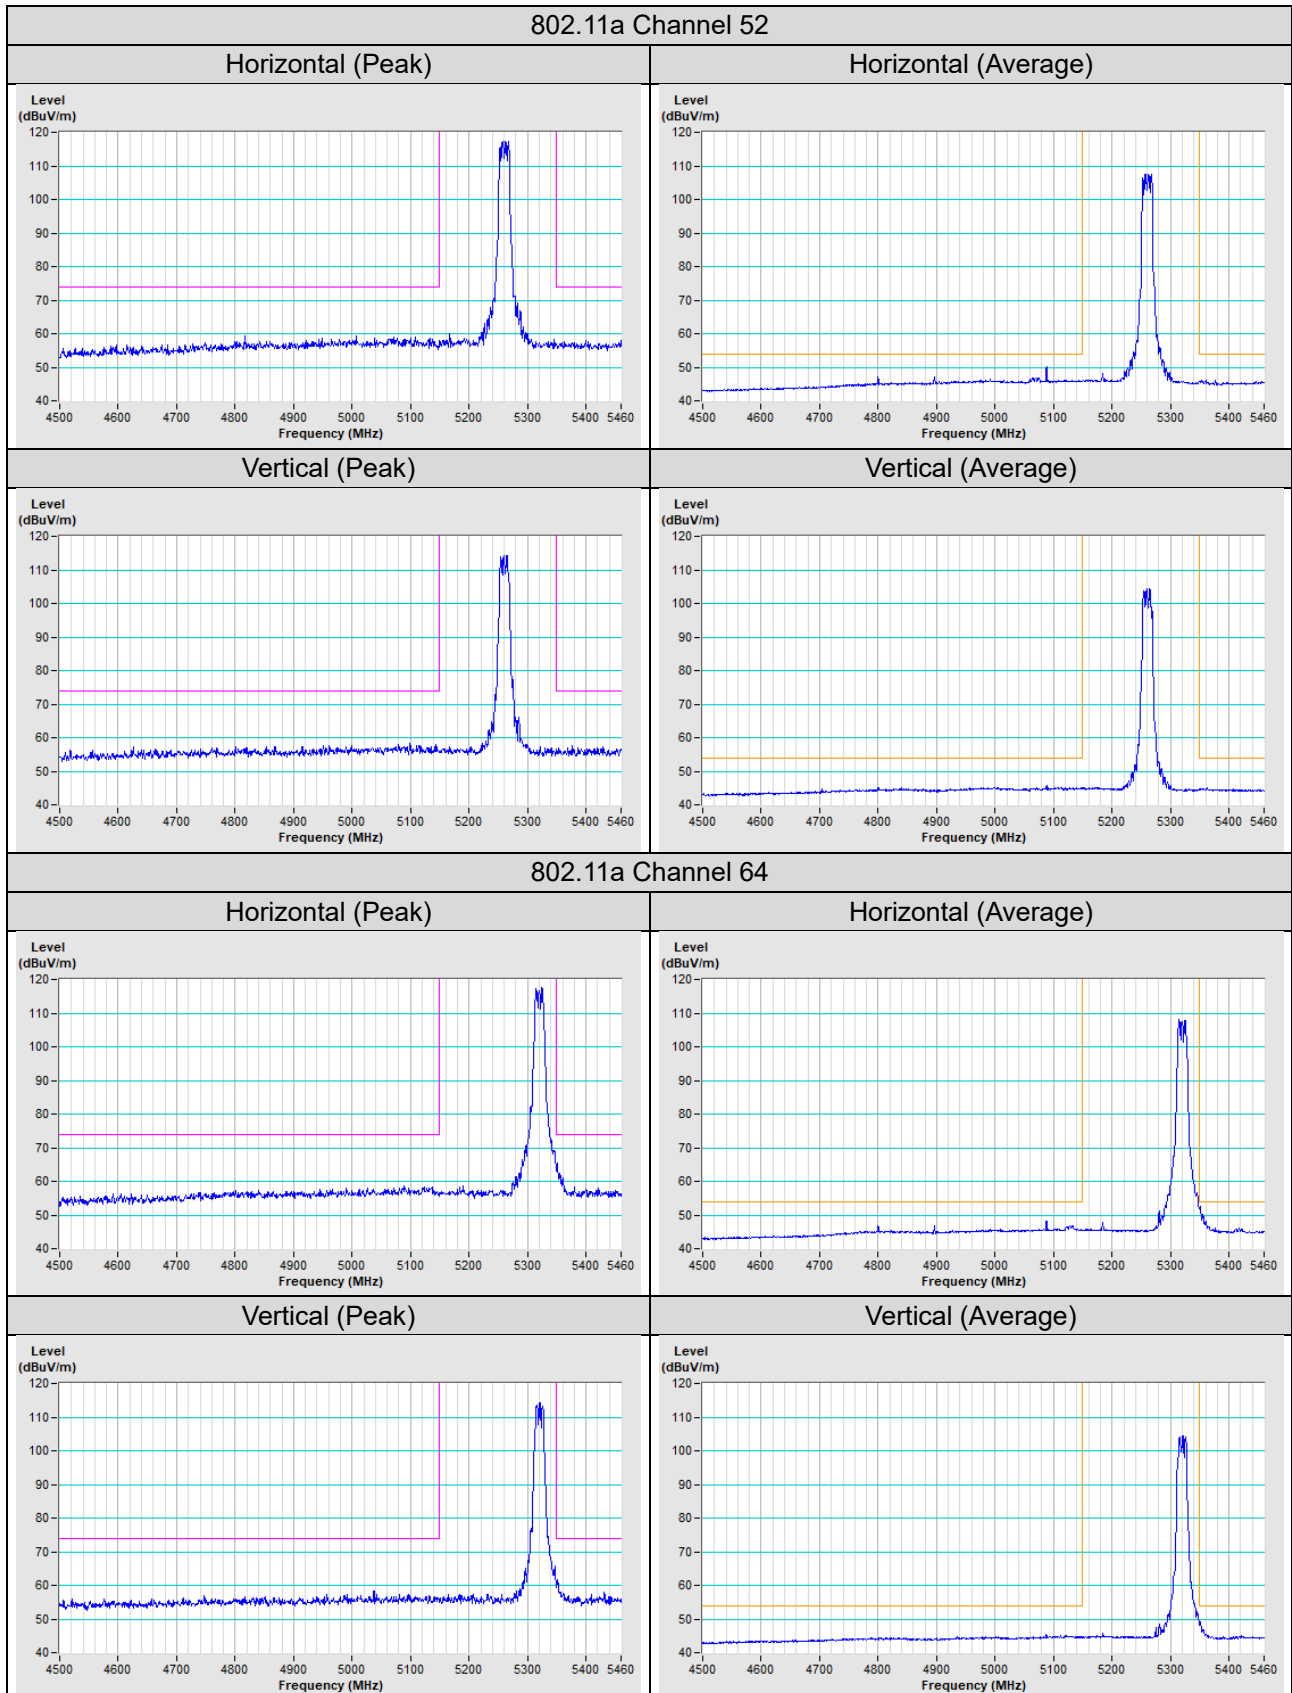 802.11a Channel 52
Horizontal (Peak) Horizontal (Average)
Level Level
(dBuV/m) (dBuV/m)
120 120
110 110
100 100
90 90
80 80
70 70
60 60
50 50
40 40
4500 4600 4700 4800 4900 5000 5100 5200 5300 5400 5460 4500 4600 4700 4800 4900 5000 5100 5200 5300 5400 5460
Frequency (MHz) Frequency (MHz)
Vertical (Peak) Vertical (Average)
Level Level
(dBuV/m) (dBuV/m)
120 120
110 110
100 100
90 90
80 80
70 70
60 60
50 50
40 40
4500 4600 4700 4800 4900 5000 5100 5200 5300 5400 5460 4500 4600 4700 4800 4900 5000 5100 5200 5300 5400 5460
Frequency (MHz) Frequency (MHz)
802.11a Channel 64
Horizontal (Peak) Horizontal (Average)
Level Level
(dBuV/m) (dBuV/m)
120 120
110 110
100 100
90 90
80 80
70 70
60 60
50 50
40 40
4500 4600 4700 4800 4900 5000 5100 5200 5300 5400 5460 4500 4600 4700 4800 4900 5000 5100 5200 5300 5400 5460
Frequency (MHz) Frequency (MHz)
Vertical (Peak) Vertical (Average)
Level Level
(dBuV/m) (dBuV/m)
120 120
110 110
100 100
90 90
80 80
70 70
60 60
50 50
40 40
4500 4600 4700 4800 4900 5000 5100 5200 5300 5400 5460 4500 4600 4700 4800 4900 5000 5100 5200 5300 5400 5460
Frequency (MHz) Frequency (MHz)